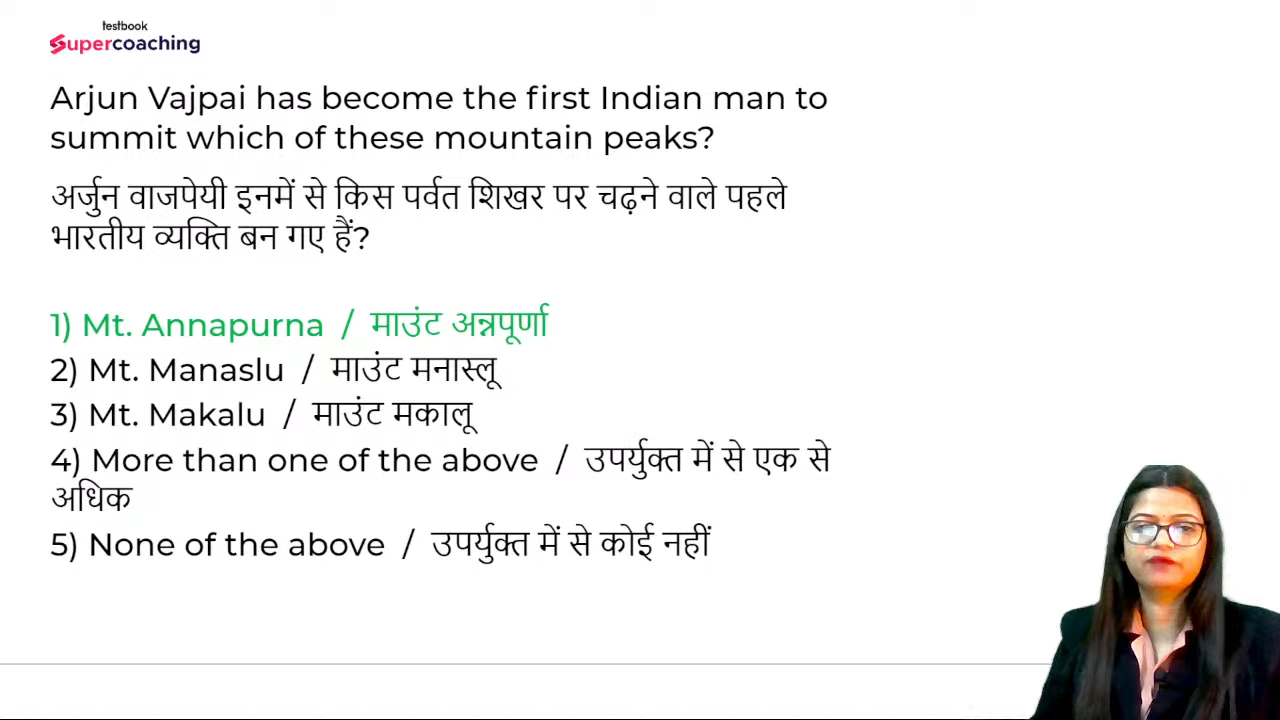 testbook
Supercoaching
Arjun Vajpai has become the first Indian man to
summit which of these mountain peaks?
अर्जुन वाजपेयी इनमें से किस पर्वत शिखर पर चढ़ने वाले पहले
भारतीय व्यक्ति बन गए हैं?
1) Mt. Annapurna / माउंट अन्नपूर्णा
2) Mt. Manaslu / माउंट मनास्लू
3) Mt. Makalu / माउंट मकालू
4) More than one of the above / उपर्युक्त में से एक से
अधिक
5) None of the above / उपर्युक्त में से कोई नहीं